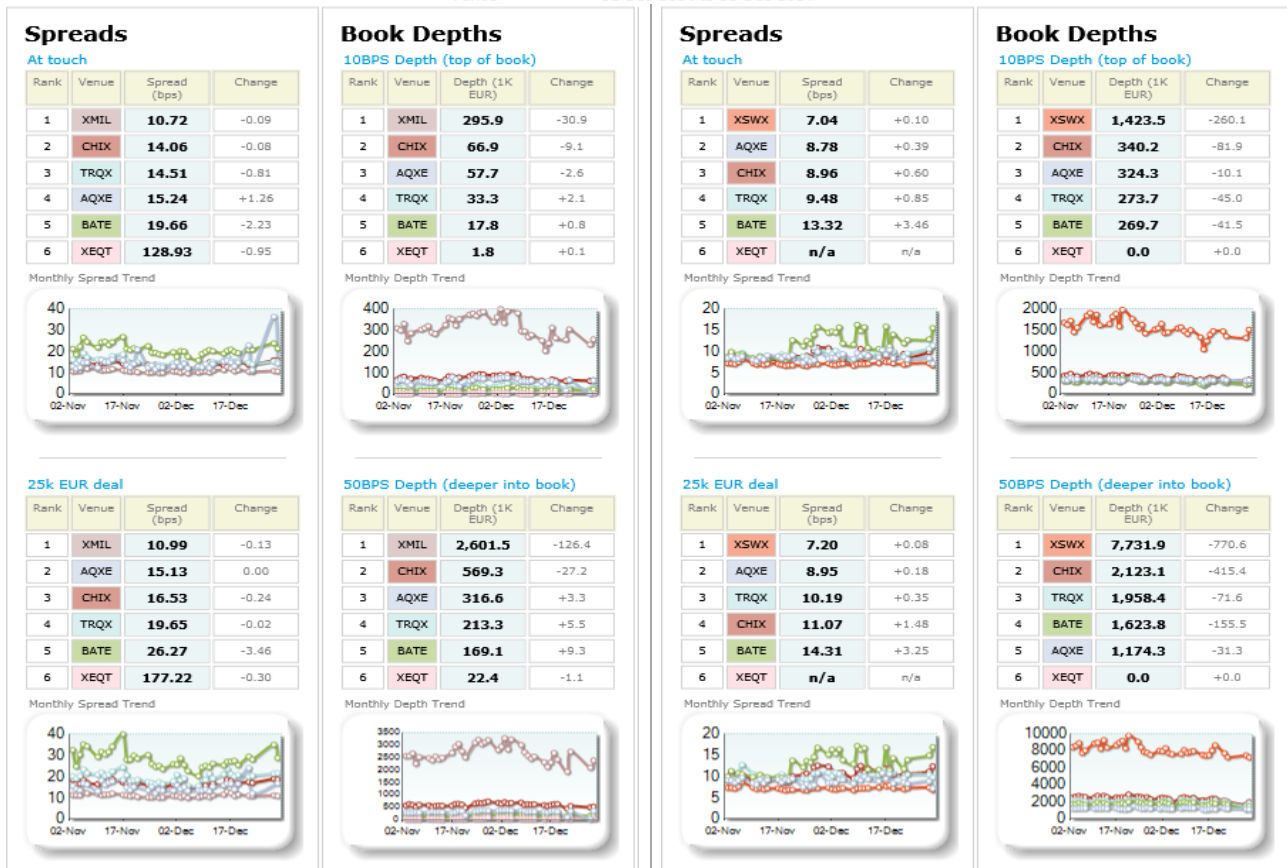 Spreads
At touch
Rank Venue Spread (bps) Change
1 XMIL 10.72 -0.09
2 CHIX 14.06 -0.08
3 TRQX 14.51 -0.81
4 AQXE 15.24 +1.26
5 BATE 19.66 -2.23
6 XEQT 128.93 -0.95
Monthly Spread Trend
40
30
20
10
0
02-Nov 17-Nov 02-Dec 17-Dec
25k EUR deal
Rank Venue Spread (bps) Change
1 XMIL 10.99 -0.13
2 AQXE 15.13 0.00
3 CHIX 16.53 -0.24
4 TRQX 19.65 -0.02
5 BATE 26.27 -3.46
6 XEQT 177.22 -0.30
Monthly Spread Trend
40
30
20
10
0
02-Nov 17-Nov 02-Dec 17-Dec
Book Depths
10BPS Depth (top of book)
Rank Venue Depth (1K EUR) Change
1 XMIL 295.9 -30.9
2 CHIX 66.9 -9.1
3 AQXE 57.7 -2.6
4 TRQX 33.3 +2.1
5 BATE 17.8 +0.8
6 XEQT 1.8 +0.1
Monthly Depth Trend
400
300
200
100
0
02-Nov 17-Nov 02-Dec 17-Dec
50BPS Depth (deeper into book)
Rank Venue Depth (1K EUR) Change
1 XMIL 2,601.5 -126.4
2 CHIX 569.3 -27.2
3 AQXE 316.6 +3.3
4 TRQX 213.3 +5.5
5 BATE 169.1 +9.3
6 XEQT 22.4 -1.1
Monthly Depth Trend
3500
3000
2500
2000
1500
1000
500
0
02-Nov 17-Nov 02-Dec 17-Dec
Spreads
At touch
Rank Venue Spread (bps) Change
1 XSWX 7.04 +0.10
2 AQXE 8.78 +0.39
3 CHIX 8.96 +0.60
4 TRQX 9.48 +0.85
5 BATE 13.32 +3.46
6 XEQT n/a n/a
Monthly Spread Trend
20
15
10
5
0
02-Nov 17-Nov 02-Dec 17-Dec
25k EUR deal
Rank Venue Spread (bps) Change
1 XSWX 7.20 +0.08
2 AQXE 8.95 +0.18
3 TRQX 10.19 +0.35
4 CHIX 11.07 +1.48
5 BATE 14.31 +3.25
6 XEQT n/a n/a
Monthly Spread Trend
20
15
10
5
0
02-Nov 17-Nov 02-Dec 17-Dec
Book Depths
10BPS Depth (top of book)
Rank Venue Depth (1K EUR) Change
1 XSWX 1,423.5 -260.1
2 CHIX 340.2 -81.9
3 AQXE 324.3 -10.1
4 TRQX 273.7 -45.0
5 BATE 269.7 -41.5
6 XEQT 0.0 +0.0
Monthly Depth Trend
2000
1500
1000
500
0
02-Nov 17-Nov 02-Dec 17-Dec
50BPS Depth (deeper into book)
Rank Venue Depth (1K EUR) Change
1 XSWX 7,731.9 -770.6
2 CHIX 2,123.1 -415.4
3 TRQX 1,958.4 -71.6
4 BATE 1,623.8 -155.5
5 AQXE 1,174.3 -31.3
6 XEQT 0.0 +0.0
Monthly Depth Trend
10000
8000
6000
4000
2000
0
02-Nov 17-Nov 02-Dec 17-Dec